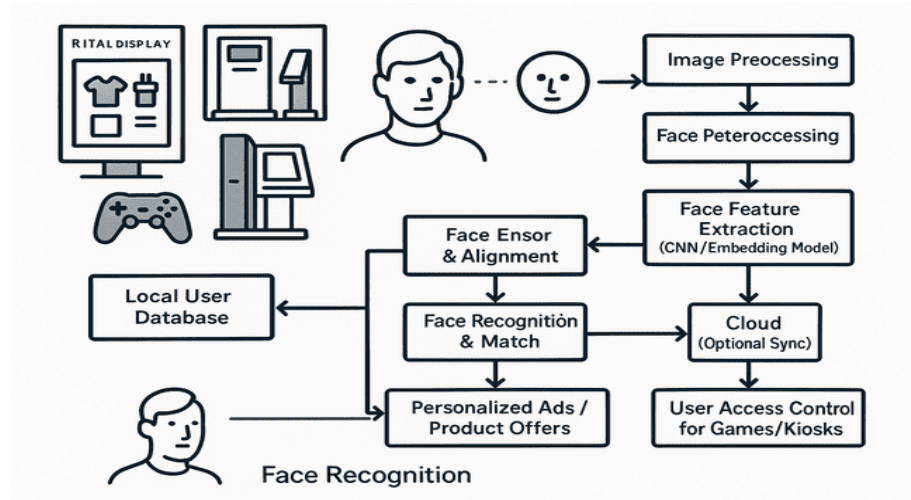 RITAL DISPLAY
Image Preocessing
Face Peteroccessing
Face Feature
Extraction
(CNN/Embedding Model)
Face Ensor
& Alignment
Local User
Database
Face Recognition
& Match
Cloud
(Optional Sync)
Personalized Ads /
Product Offers
User Access Control
for Games/Kiosks
Face Recognition